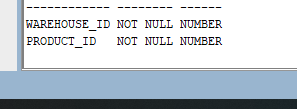 ------------ -------- ------
WAREHOUSE_ID NOT NULL NUMBER
PRODUCT_ID   NOT NULL NUMBER